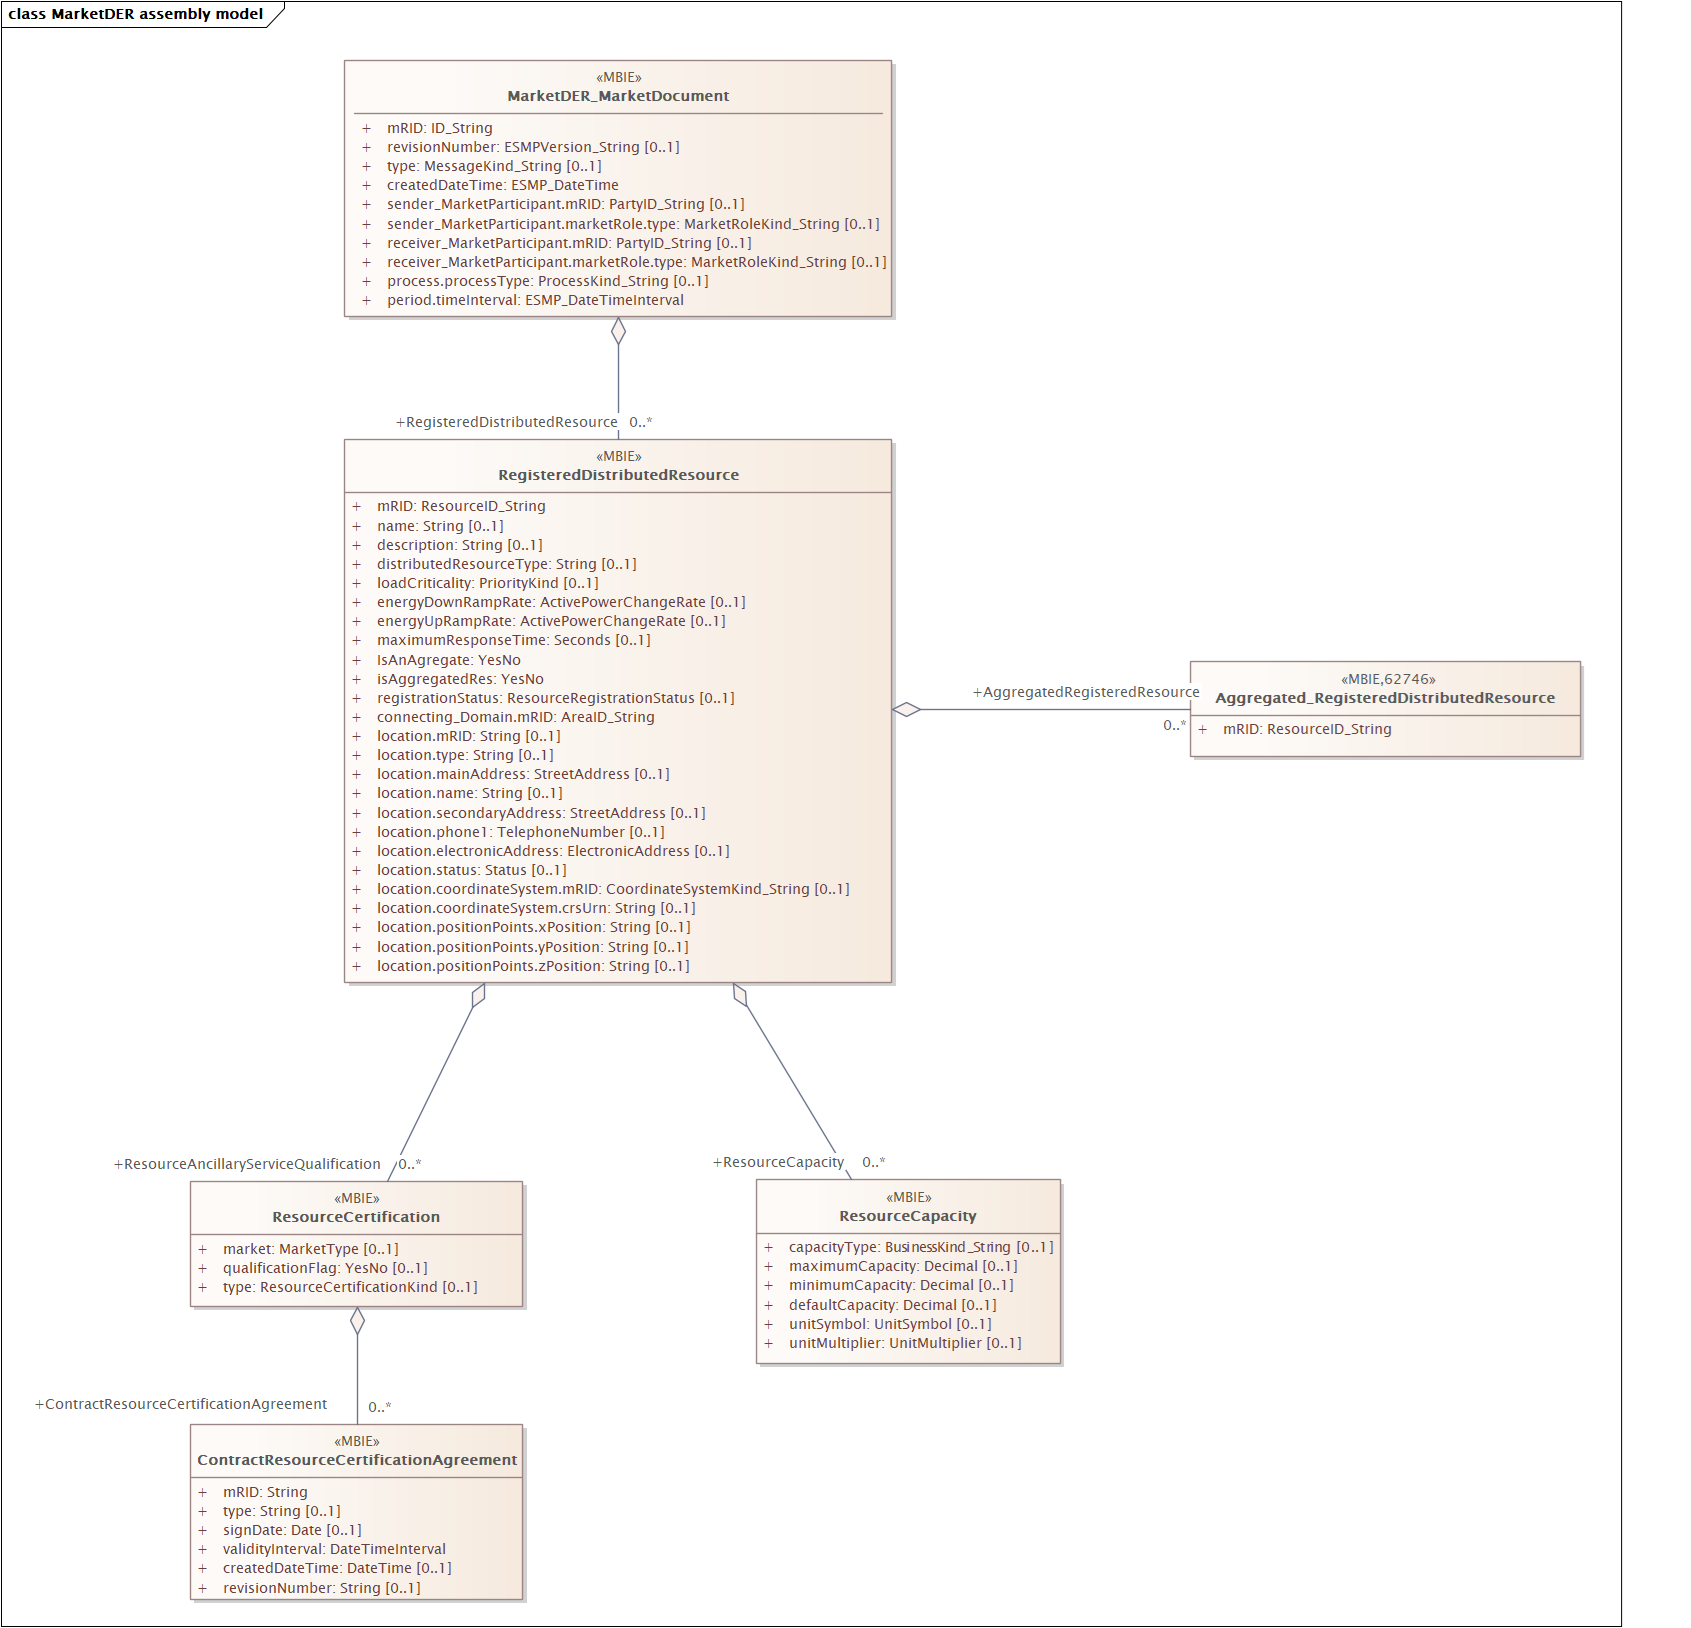 class MarketDER assembly model
«MBIE»
MarketDER_MarketDocument
+ mRID: ID_String
+ revisionNumber: ESMPVersion_String [0..1]
+ type: MessageKind_String [0..1]
+ createdDateTime: ESMP_DateTime
+ sender_MarketParticipant.mRID: PartyID_String [0..1]
+ sender_MarketParticipant.marketRole.type: MarketRoleKind_String [0..1]
+ receiver_MarketParticipant.mRID: PartyID_String [0..1]
+ receiver_MarketParticipant.marketRole.type: MarketRoleKind_String [0..1]
+ process.processType: ProcessKind_String [0..1]
+ period.timeInterval: ESMP_DateTimeInterval
+RegisteredDistributedResource 0..*
«MBIE»
RegisteredDistributedResource
+ mRID: ResourceID_String
+ name: String [0..1]
+ description: String [0..1]
+ distributedResourceType: String [0..1]
+ loadCriticality: PriorityKind [0..1]
+ energyDownRampRate: ActivePowerChangeRate [0..1]
+ energyUpRampRate: ActivePowerChangeRate [0..1]
+ maximumResponseTime: Seconds [0..1]
+ IsAnAgregate: YesNo
+ isAggregatedRes: YesNo
+ registrationStatus: ResourceRegistrationStatus [0..1]
+ connecting_Domain.mRID: AreaID_String
+ location.mRID: String [0..1]
+ location.type: String [0..1]
+ location.mainAddress: StreetAddress [0..1]
+ location.name: String [0..1]
+ location.secondaryAddress: StreetAddress [0..1]
+ location.phone1: TelephoneNumber [0..1]
+ location.electronicAddress: ElectronicAddress [0..1]
+ location.status: Status [0..1]
+ location.coordinateSystem.mRID: CoordinateSystemKind_String [0..1]
+ location.coordinateSystem.crsUrn: String [0..1]
+ location.positionPoints.xPosition: String [0..1]
+ location.positionPoints.yPosition: String [0..1]
+ location.positionPoints.zPosition: String [0..1]
+AggregatedRegisteredResource
0..*
«MBIE,62746»
Aggregated_RegisteredDistributedResource
+ mRID: ResourceID_String
+ResourceAncillaryServiceQualification 0..*
«MBIE»
ResourceCertification
+ market: MarketType [0..1]
+ qualificationFlag: YesNo [0..1]
+ type: ResourceCertificationKind [0..1]
+ResourceCapacity 0..*
«MBIE»
ResourceCapacity
+ capacityType: BusinessKind_String [0..1]
+ maximumCapacity: Decimal [0..1]
+ minimumCapacity: Decimal [0..1]
+ defaultCapacity: Decimal [0..1]
+ unitSymbol: UnitSymbol [0..1]
+ unitMultiplier: UnitMultiplier [0..1]
+ContractResourceCertificationAgreement 0..*
«MBIE»
ContractResourceCertificationAgreement
+ mRID: String
+ type: String [0..1]
+ signDate: Date [0..1]
+ validityInterval: DateTimeInterval
+ createdDateTime: DateTime [0..1]
+ revisionNumber: String [0..1]